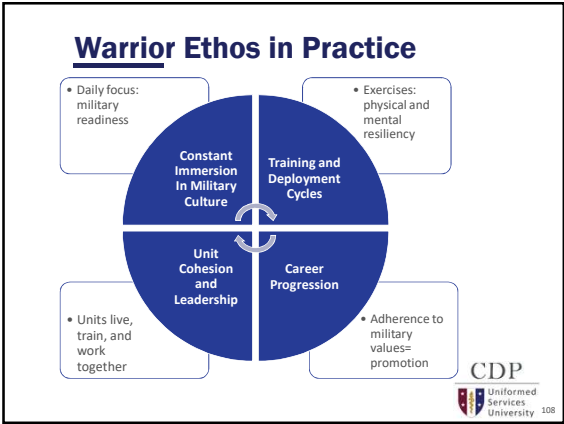 Warrior Ethos in Practice
• Daily focus:
military
readiness
• Exercises:
physical and
mental
resiliency
Constant
Immersion
In Military
Culture
Training and
Deployment
Cycles
Unit
Cohesion
and
Leadership
Career
Progression
• Units live,
train, and
work
together
• Adherence to
military
values=
promotion
CDP
Uniformed
Services
University
108